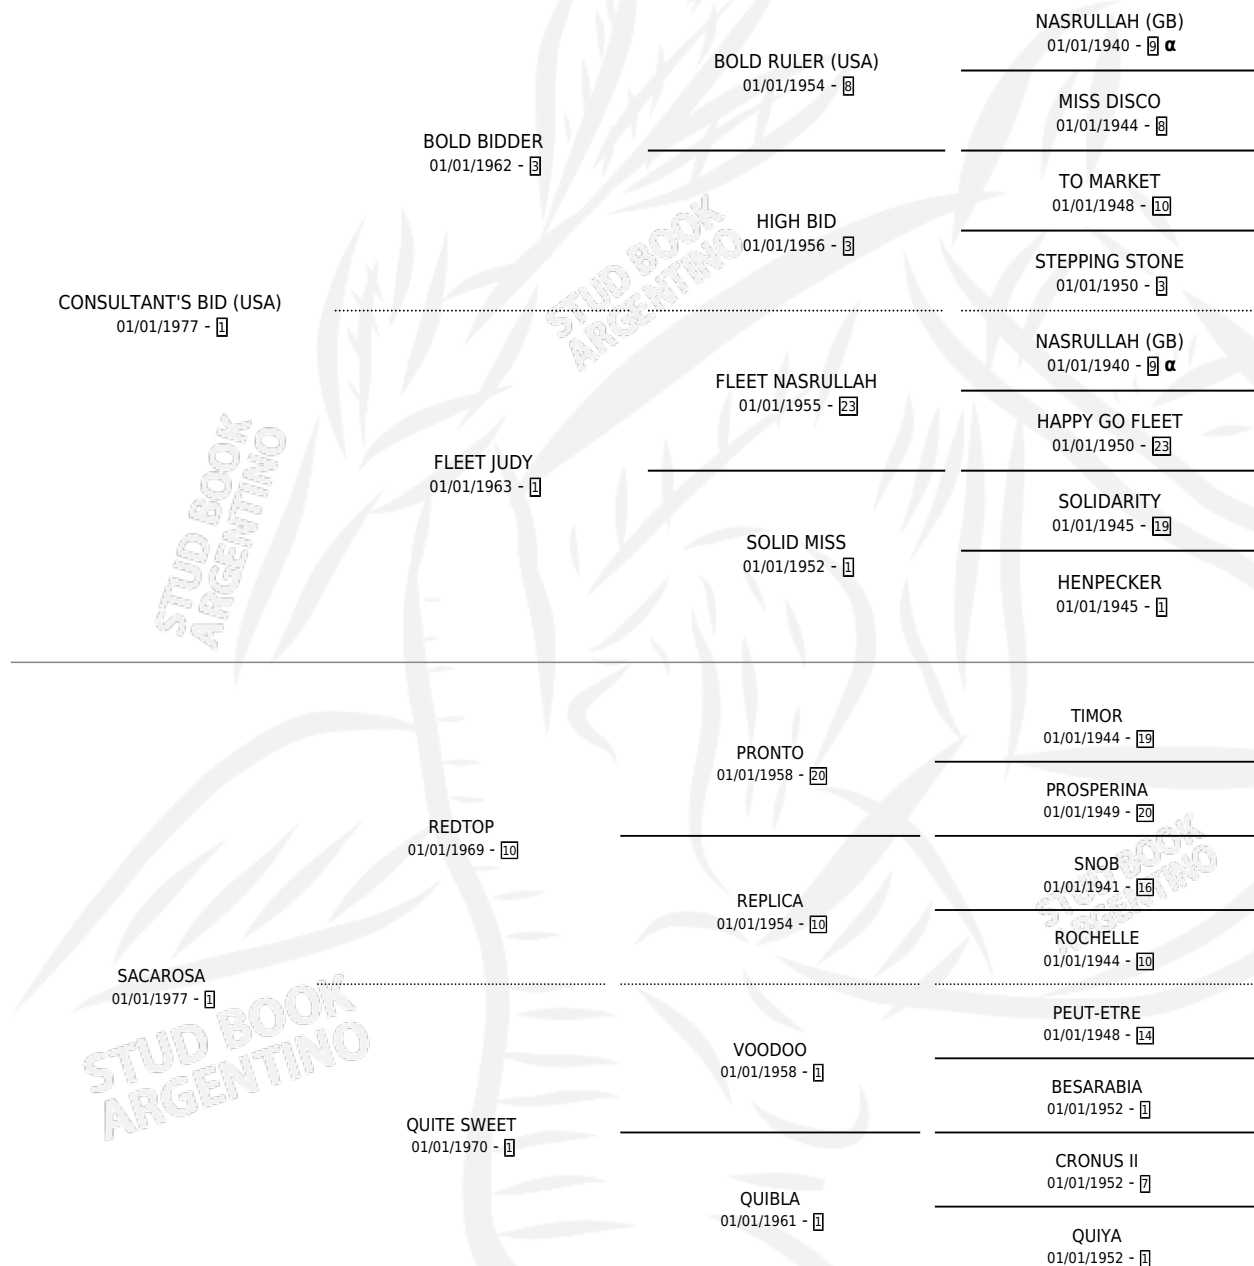 NASRULLAH (GB)
01/01/1940 - 9 α
BOLD RULER (USA)
01/01/1954 - 8
MISS DISCO
01/01/1944 - 8
BOLD BIDDER
01/01/1962 - 3
TO MARKET
01/01/1948 - 10
HIGH BID
01/01/1956 - 3
STEPPING STONE
01/01/1950 - 3
CONSULTANT'S BID (USA)
01/01/1977 - 1
NASRULLAH (GB)
01/01/1940 - 9 α
FLEET NASRULLAH
01/01/1955 - 23
HAPPY GO FLEET
01/01/1950 - 23
FLEET JUDY
01/01/1963 - 1
SOLIDARITY
01/01/1945 - 19
SOLID MISS
01/01/1952 - 1
HENPECKER
01/01/1945 - 1
TIMOR
01/01/1944 - 19
PRONTO
01/01/1958 - 20
PROSPERINA
01/01/1949 - 20
REDTOP
01/01/1969 - 10
SNOB
01/01/1941 - 16
REPLICA
01/01/1954 - 10
ROCHELLE
01/01/1944 - 10
SACAROSA
01/01/1977 - 1
PEUT-ETRE
01/01/1948 - 14
VOODOO
01/01/1958 - 1
BESARABIA
01/01/1952 - 1
QUITE SWEET
01/01/1970 - 1
CRONUS II
01/01/1952 - 7
QUIBLA
01/01/1961 - 1
QUIYA
01/01/1952 - 1
STUD BOOK
ARGENTINO
STUD BOOK
ARGENTINO
STUD BOOK
ARGENTINO
STUD BOOK
ARGENTINO